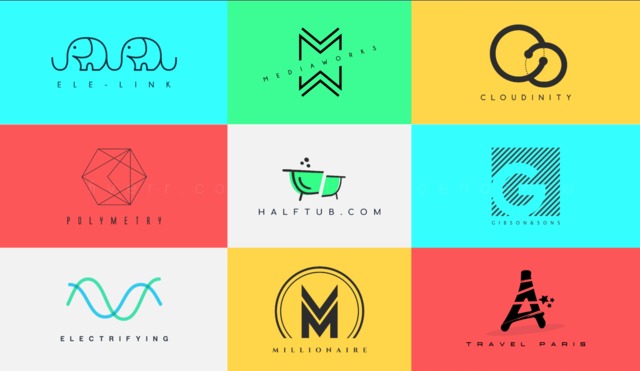 ELE-LINK
MEDIAWORKS
CLOUDINITY
POLYMETRY
HALFTUB.COM
G
GIBSON&SONS
ELECTRIFYING
M
MILLIONAIRE
A
TRAVEL PARIS